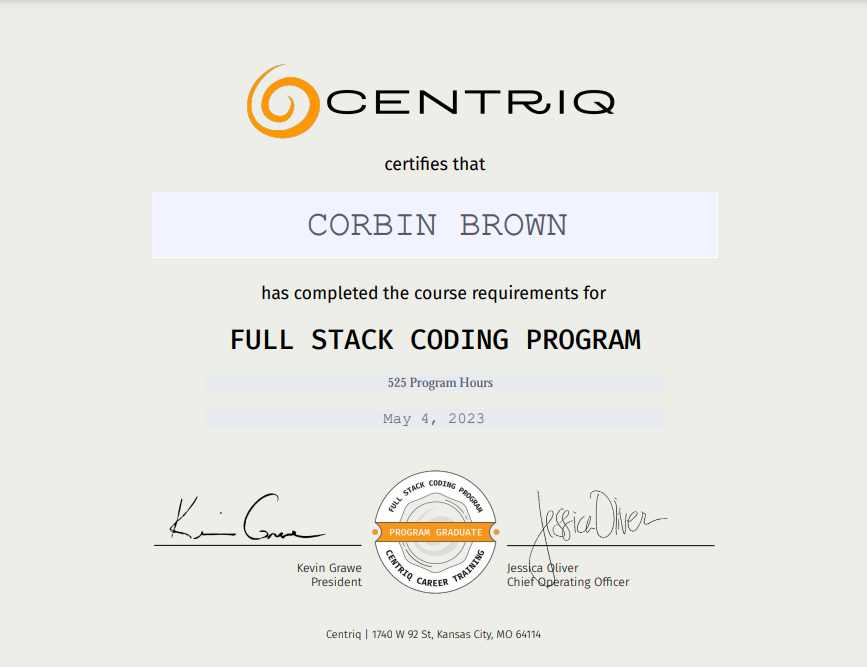 CENTRIQ
certifies that
CORBIN BROWN
has completed the course requirements for
FULL STACK CODING PROGRAM
525 Program Hours
May 4, 2023
Kevin Grawe
FULL STACK CODING PROGRAM
PROGRAM GRADUATE
CENTRIQ CAREER TRAINING
Jessica Oliver
Kevin Grawe
President
Jessica Oliver
Chief Operating Officer
Centriq | 1740 W 92 St, Kansas City, MO 64114